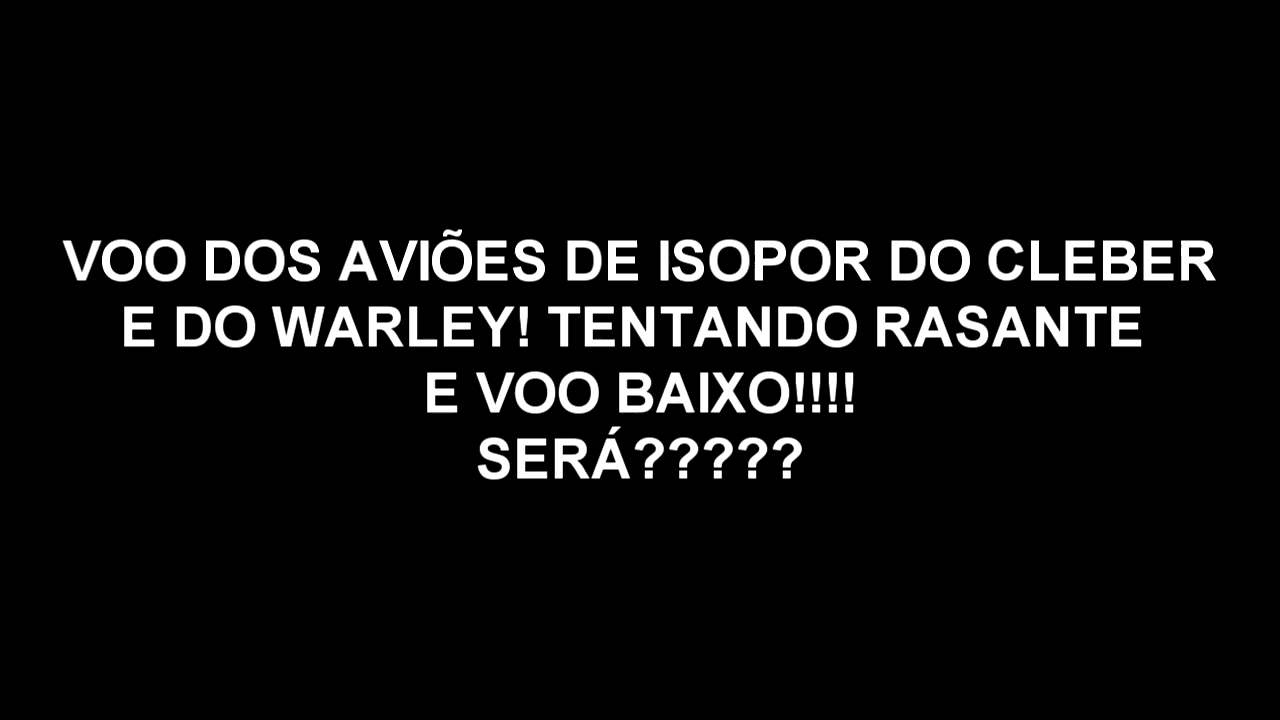 VOO DOS AVIÕES DE ISOPOR DO CLEBER
E DO WARLEY! TENTANDO RASANTE
E VOO BAIXO!!!!
SERÁ?????